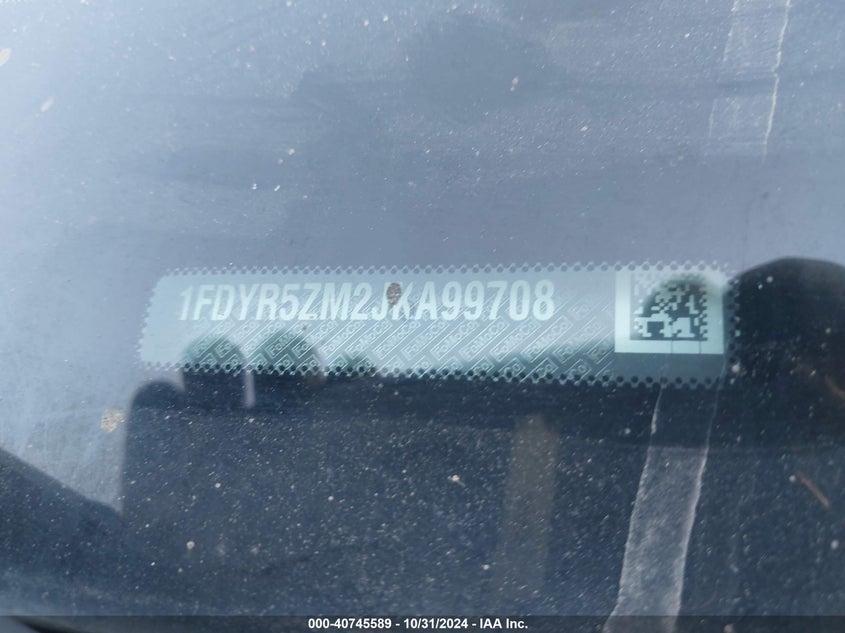 1FDYR5ZM2JKA99708
000-40745589 - 10/31/2024 - IAA Inc.